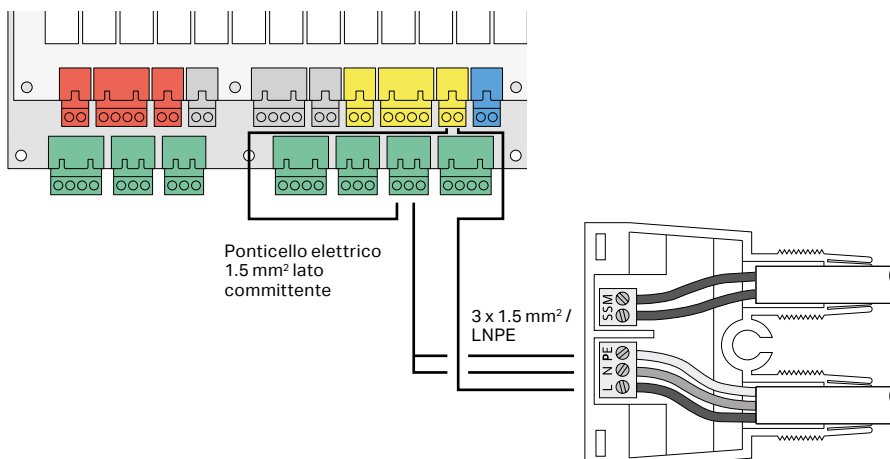 Ponticello elettrico
1.5 mm² lato
committente
3 x 1.5 mm² /
LNPE
SSM
L N PE